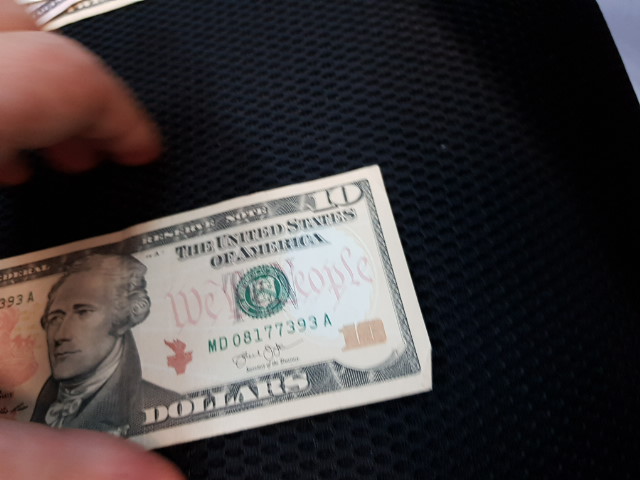 FEDERAL RESERVE NOTE
10
THE UNITED STATES
OF AMERICA
We the People
393 A
MD 08177393 A
10
DOLLARS